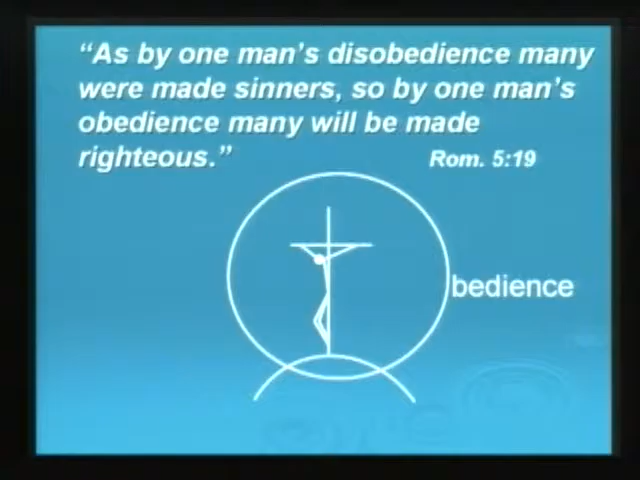 “As by one man’s disobedience many
were made sinners, so by one man’s
obedience many will be made
righteous.” Rom. 5:19
bedience